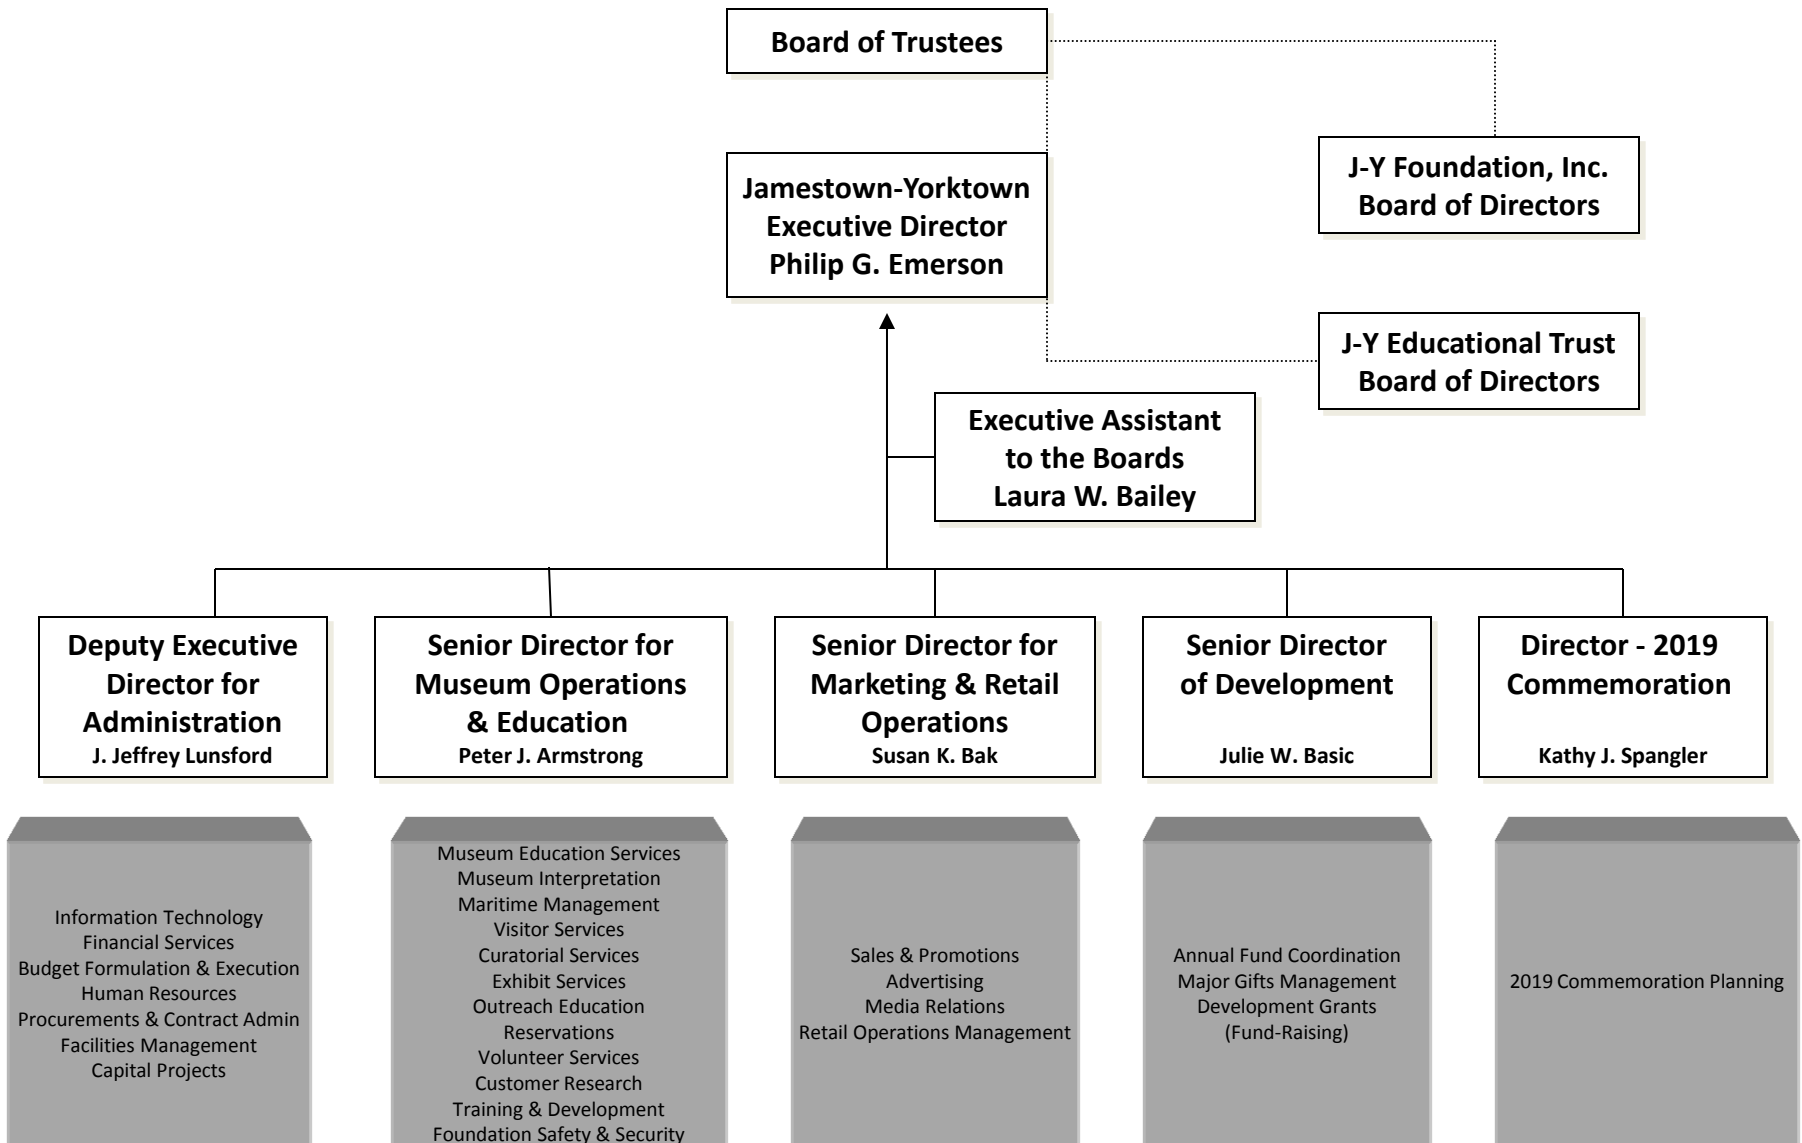 Board of Trustees
Jamestown-Yorktown
Executive Director
Philip G. Emerson
J-Y Foundation, Inc.
Board of Directors
J-Y Educational Trust
Board of Directors
Executive Assistant
to the Boards
Laura W. Bailey
Deputy Executive
Director for
Administration
J. Jeffrey Lunsford
Senior Director for
Museum Operations
& Education
Peter J. Armstrong
Senior Director for
Marketing & Retail
Operations
Susan K. Bak
Senior Director
of Development
Julie W. Basic
Director - 2019
Commemoration
Kathy J. Spangler
Information Technology
Financial Services
Budget Formulation & Execution
Human Resources
Procurements & Contract Admin
Facilities Management
Capital Projects
Museum Education Services
Museum Interpretation
Maritime Management
Visitor Services
Curatorial Services
Exhibit Services
Outreach Education
Reservations
Volunteer Services
Customer Research
Training & Development
Foundation Safety & Security
Sales & Promotions
Advertising
Media Relations
Retail Operations Management
Annual Fund Coordination
Major Gifts Management
Development Grants
(Fund-Raising)
2019 Commemoration Planning